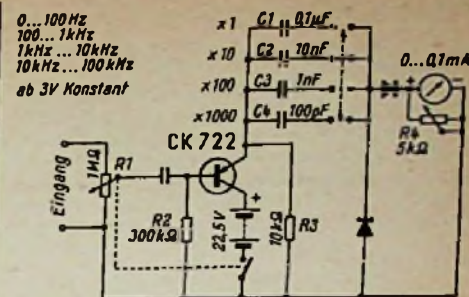 0...100Hz
100...1kHz
1kHz...10kHz
10kHz...100kHz
ab 3V Konstant
x1 C1 0,1µF
x10 C2 10nF
x100 C3 1nF
x1000 C4 100pF
0...0,1mA
+
R4
5kΩ
CK722
Eingang
1MΩ
R1
R2
300kΩ
+
22,5V
10kΩ
R3